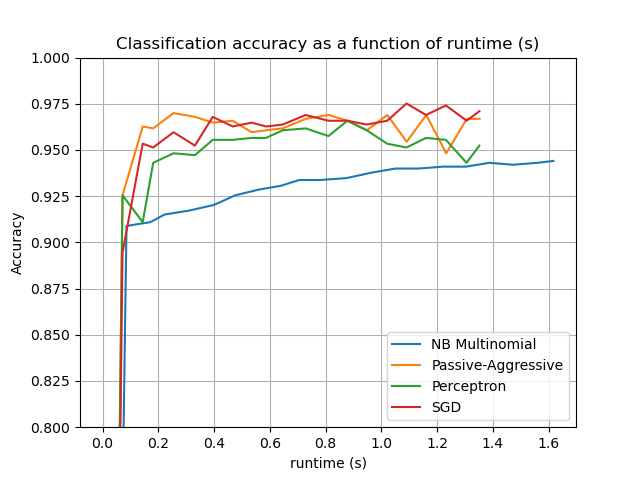 Classification accuracy as a function of runtime (s)
1.000
0.975
0.950
0.925
0.900
0.875
0.850
0.825
0.800
Accuracy
NB Multinomial
Passive-Aggressive
Perceptron
SGD
0.0 0.2 0.4 0.6 0.8 1.0 1.2 1.4 1.6
runtime (s)